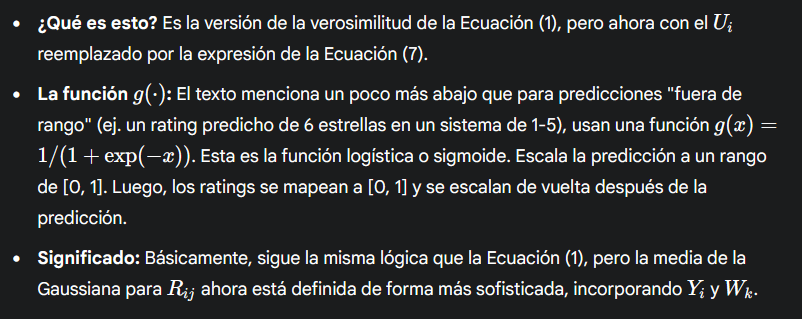 • ¿Qué es esto? Es la versión de la verosimilitud de la Ecuación (1), pero ahora con el $U_i$
reemplazado por la expresión de la Ecuación (7).
• La función $g(\cdot)$: El texto menciona un poco más abajo que para predicciones "fuera de
rango" (ej. un rating predicho de 6 estrellas en un sistema de 1-5), usan una función $g(x) =$
$1/(1 + \exp(-x))$. Esta es la función logística o sigmoide. Escala la predicción a un rango
de [0, 1]. Luego, los ratings se mapean a [0, 1] y se escalan de vuelta después de la
predicción.
• Significado: Básicamente, sigue la misma lógica que la Ecuación (1), pero la media de la
Gaussiana para $R_{ij}$ ahora está definida de forma más sofisticada, incorporando $Y_i$ y $W_k$.